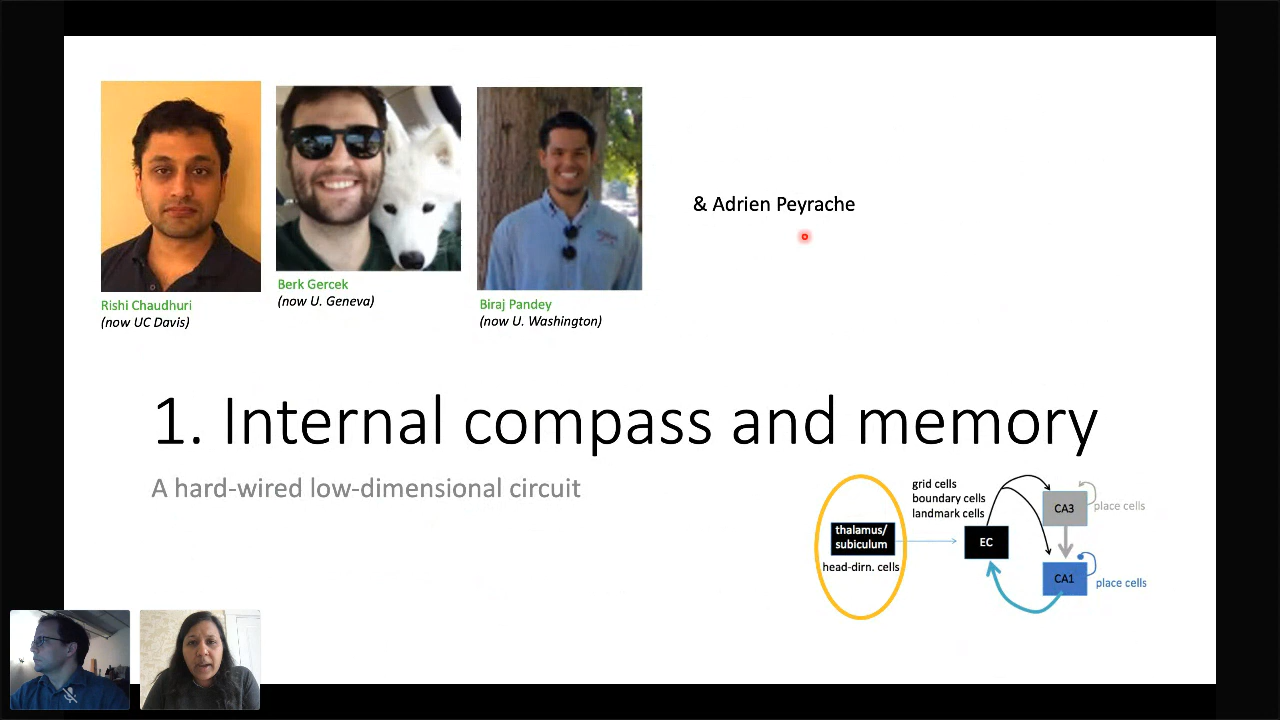 & Adrien Peyrache
Rishi Chaudhuri
(now UC Davis)
Berk Gercek
(now U. Geneva)
Biraj Pandey
(now U. Washington)
1. Internal compass and memory
A hard-wired low-dimensional circuit
thalamus/
subiculum
head-dirn. cells
grid cells
boundary cells
landmark cells
EC
CA3
place cells
CA1
place cells